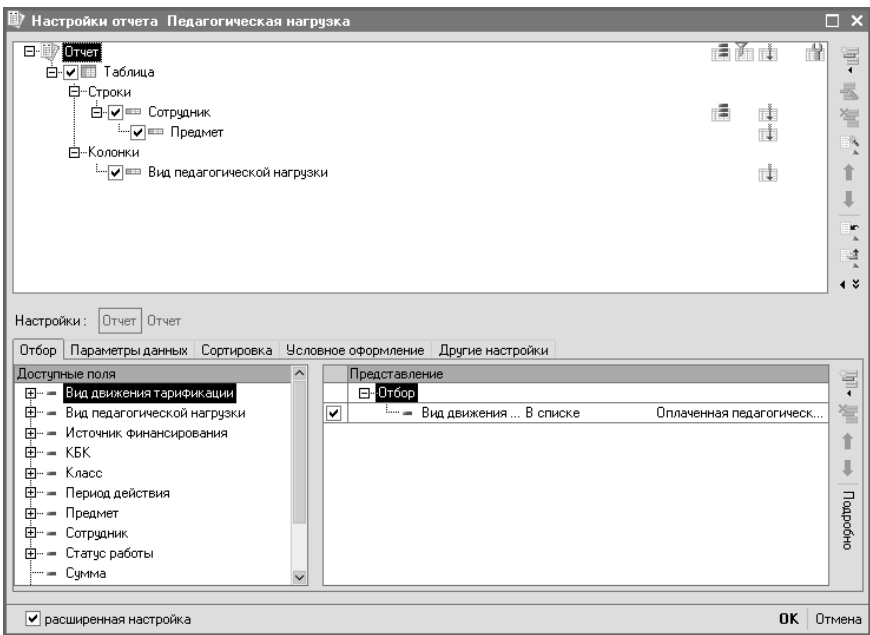 Настройки отчета Педагогическая нагрузка
Отчет
Таблица
Строки
Сотрудник
Предмет
Колонки
Вид педагогической нагрузки
Настройки: Отчет Отчет
Отбор Параметры данных Сортировка Условное оформление Другие настройки
Доступные поля
Вид движения тарификации
Вид педагогической нагрузки
Источник финансирования
КБК
Класс
Период действия
Предмет
Сотрудник
Статус работы
Сумма
Представление
Отбор
Вид движения ... В списке Оплаченная педагогическ...
Подробно
расширенная настройка
OK Отмена